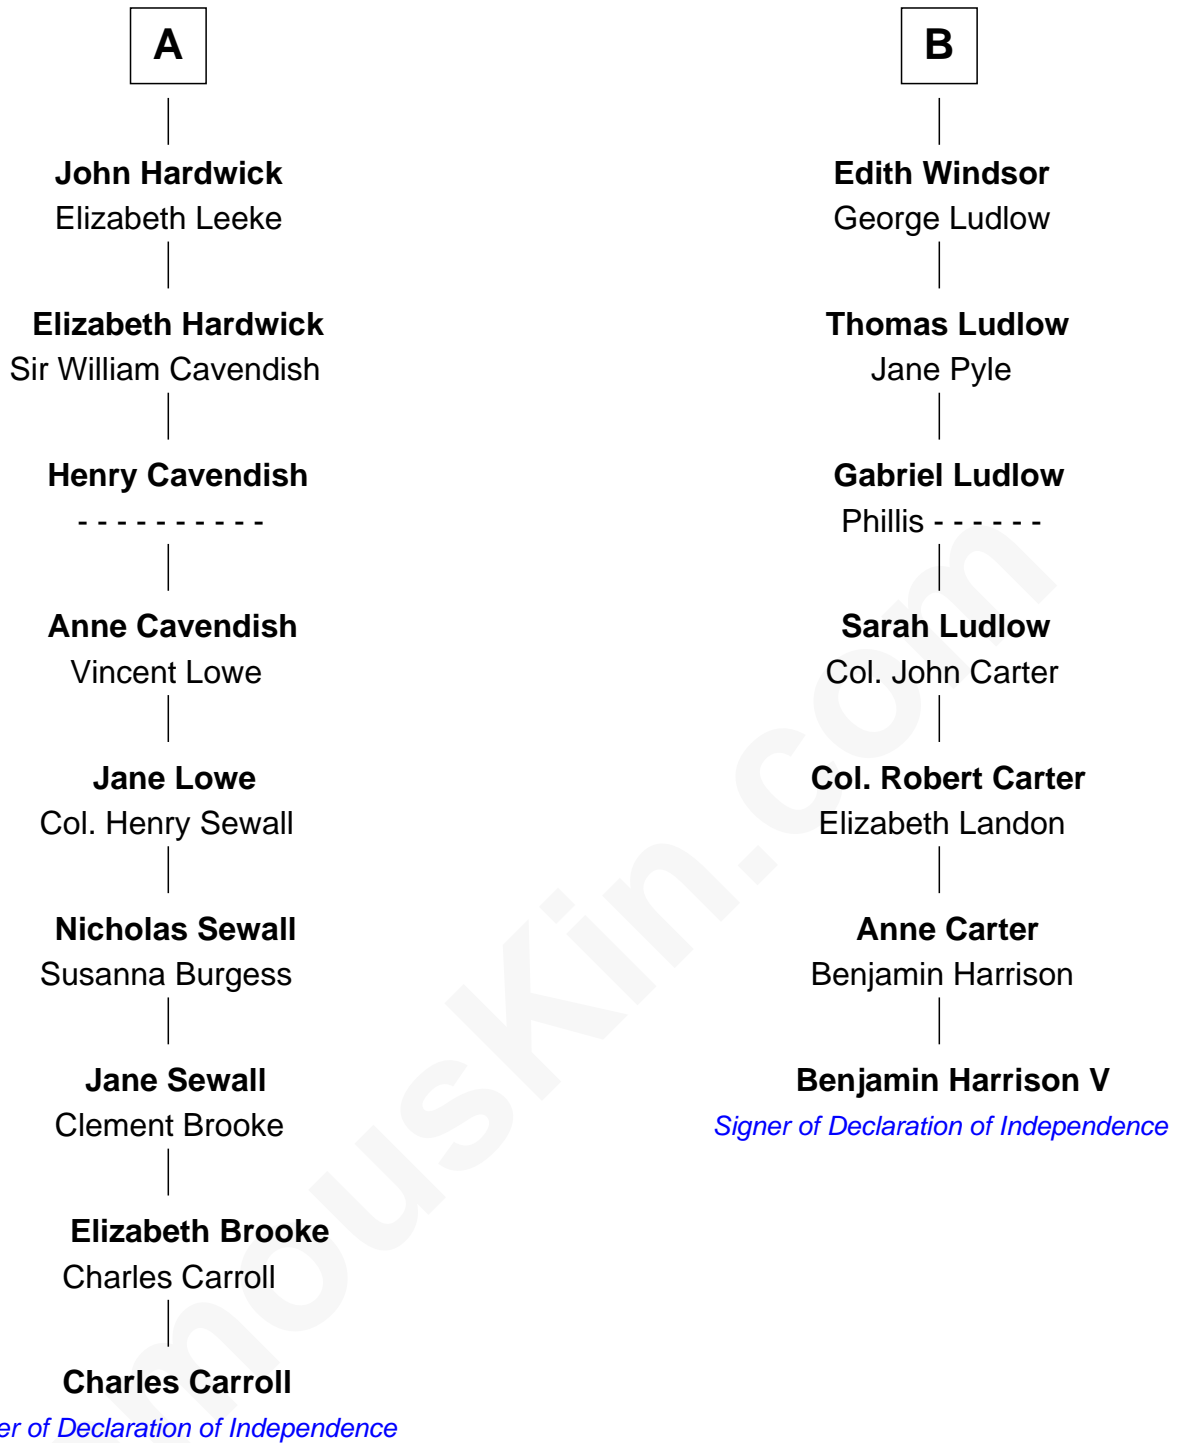 A
John Hardwick
Elizabeth Leeke
Elizabeth Hardwick
Sir William Cavendish
Henry Cavendish
- - - - - - - - - -
Anne Cavendish
Vincent Lowe
Jane Lowe
Col. Henry Sewall
Nicholas Sewall
Susanna Burgess
Jane Sewall
Clement Brooke
Elizabeth Brooke
Charles Carroll
Charles Carroll
er of Declaration of Independence
B
Edith Windsor
George Ludlow
Thomas Ludlow
Jane Pyle
Gabriel Ludlow
Phillis - - - - - -
Sarah Ludlow
Col. John Carter
Col. Robert Carter
Elizabeth Landon
Anne Carter
Benjamin Harrison
Benjamin Harrison V
Signer of Declaration of Independence
mousKin.com